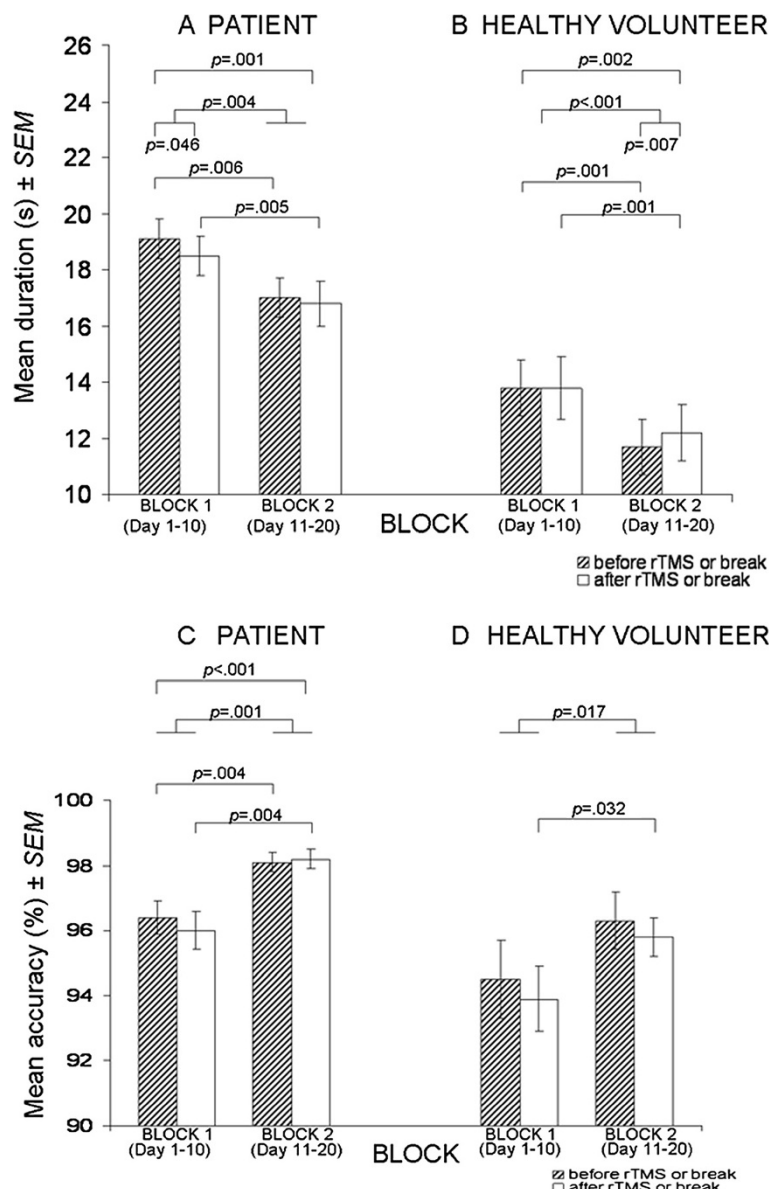 A PATIENT
B HEALTHY VOLUNTEER
Mean duration (s) ± SEM
26
24
22
20
18
16
14
12
10
p=.001
p=.004
p=.046
p=.006
p=.005
p=.002
p<.001
p=.007
p=.001
p=.001
BLOCK 1
(Day 1-10)
BLOCK 2
(Day 11-20)
BLOCK
BLOCK 1
(Day 1-10)
BLOCK 2
(Day 11-20)
before rTMS or break
after rTMS or break
C PATIENT
D HEALTHY VOLUNTEER
Mean accuracy (%) ± SEM
100
98
96
94
92
90
p<.001
p=.001
p=.004
p=.004
p=.017
p=.032
BLOCK 1
(Day 1-10)
BLOCK 2
(Day 11-20)
BLOCK
BLOCK 1
(Day 1-10)
BLOCK 2
(Day 11-20)
before rTMS or break
after rTMS or break